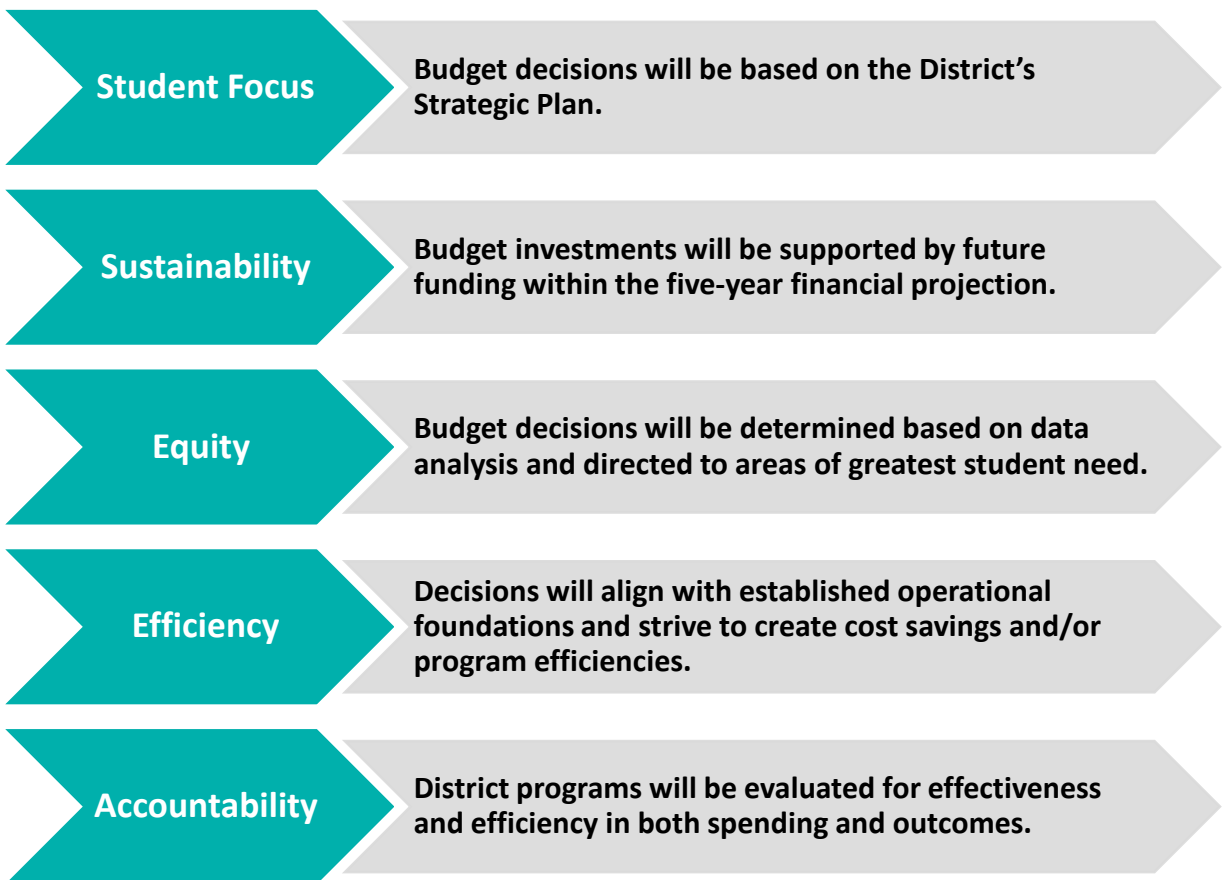 Student Focus
Budget decisions will be based on the District’s
Strategic Plan.
Sustainability
Budget investments will be supported by future
funding within the five-year financial projection.
Equity
Budget decisions will be determined based on data
analysis and directed to areas of greatest student need.
Efficiency
Decisions will align with established operational
foundations and strive to create cost savings and/or
program efficiencies.
Accountability
District programs will be evaluated for effectiveness
and efficiency in both spending and outcomes.